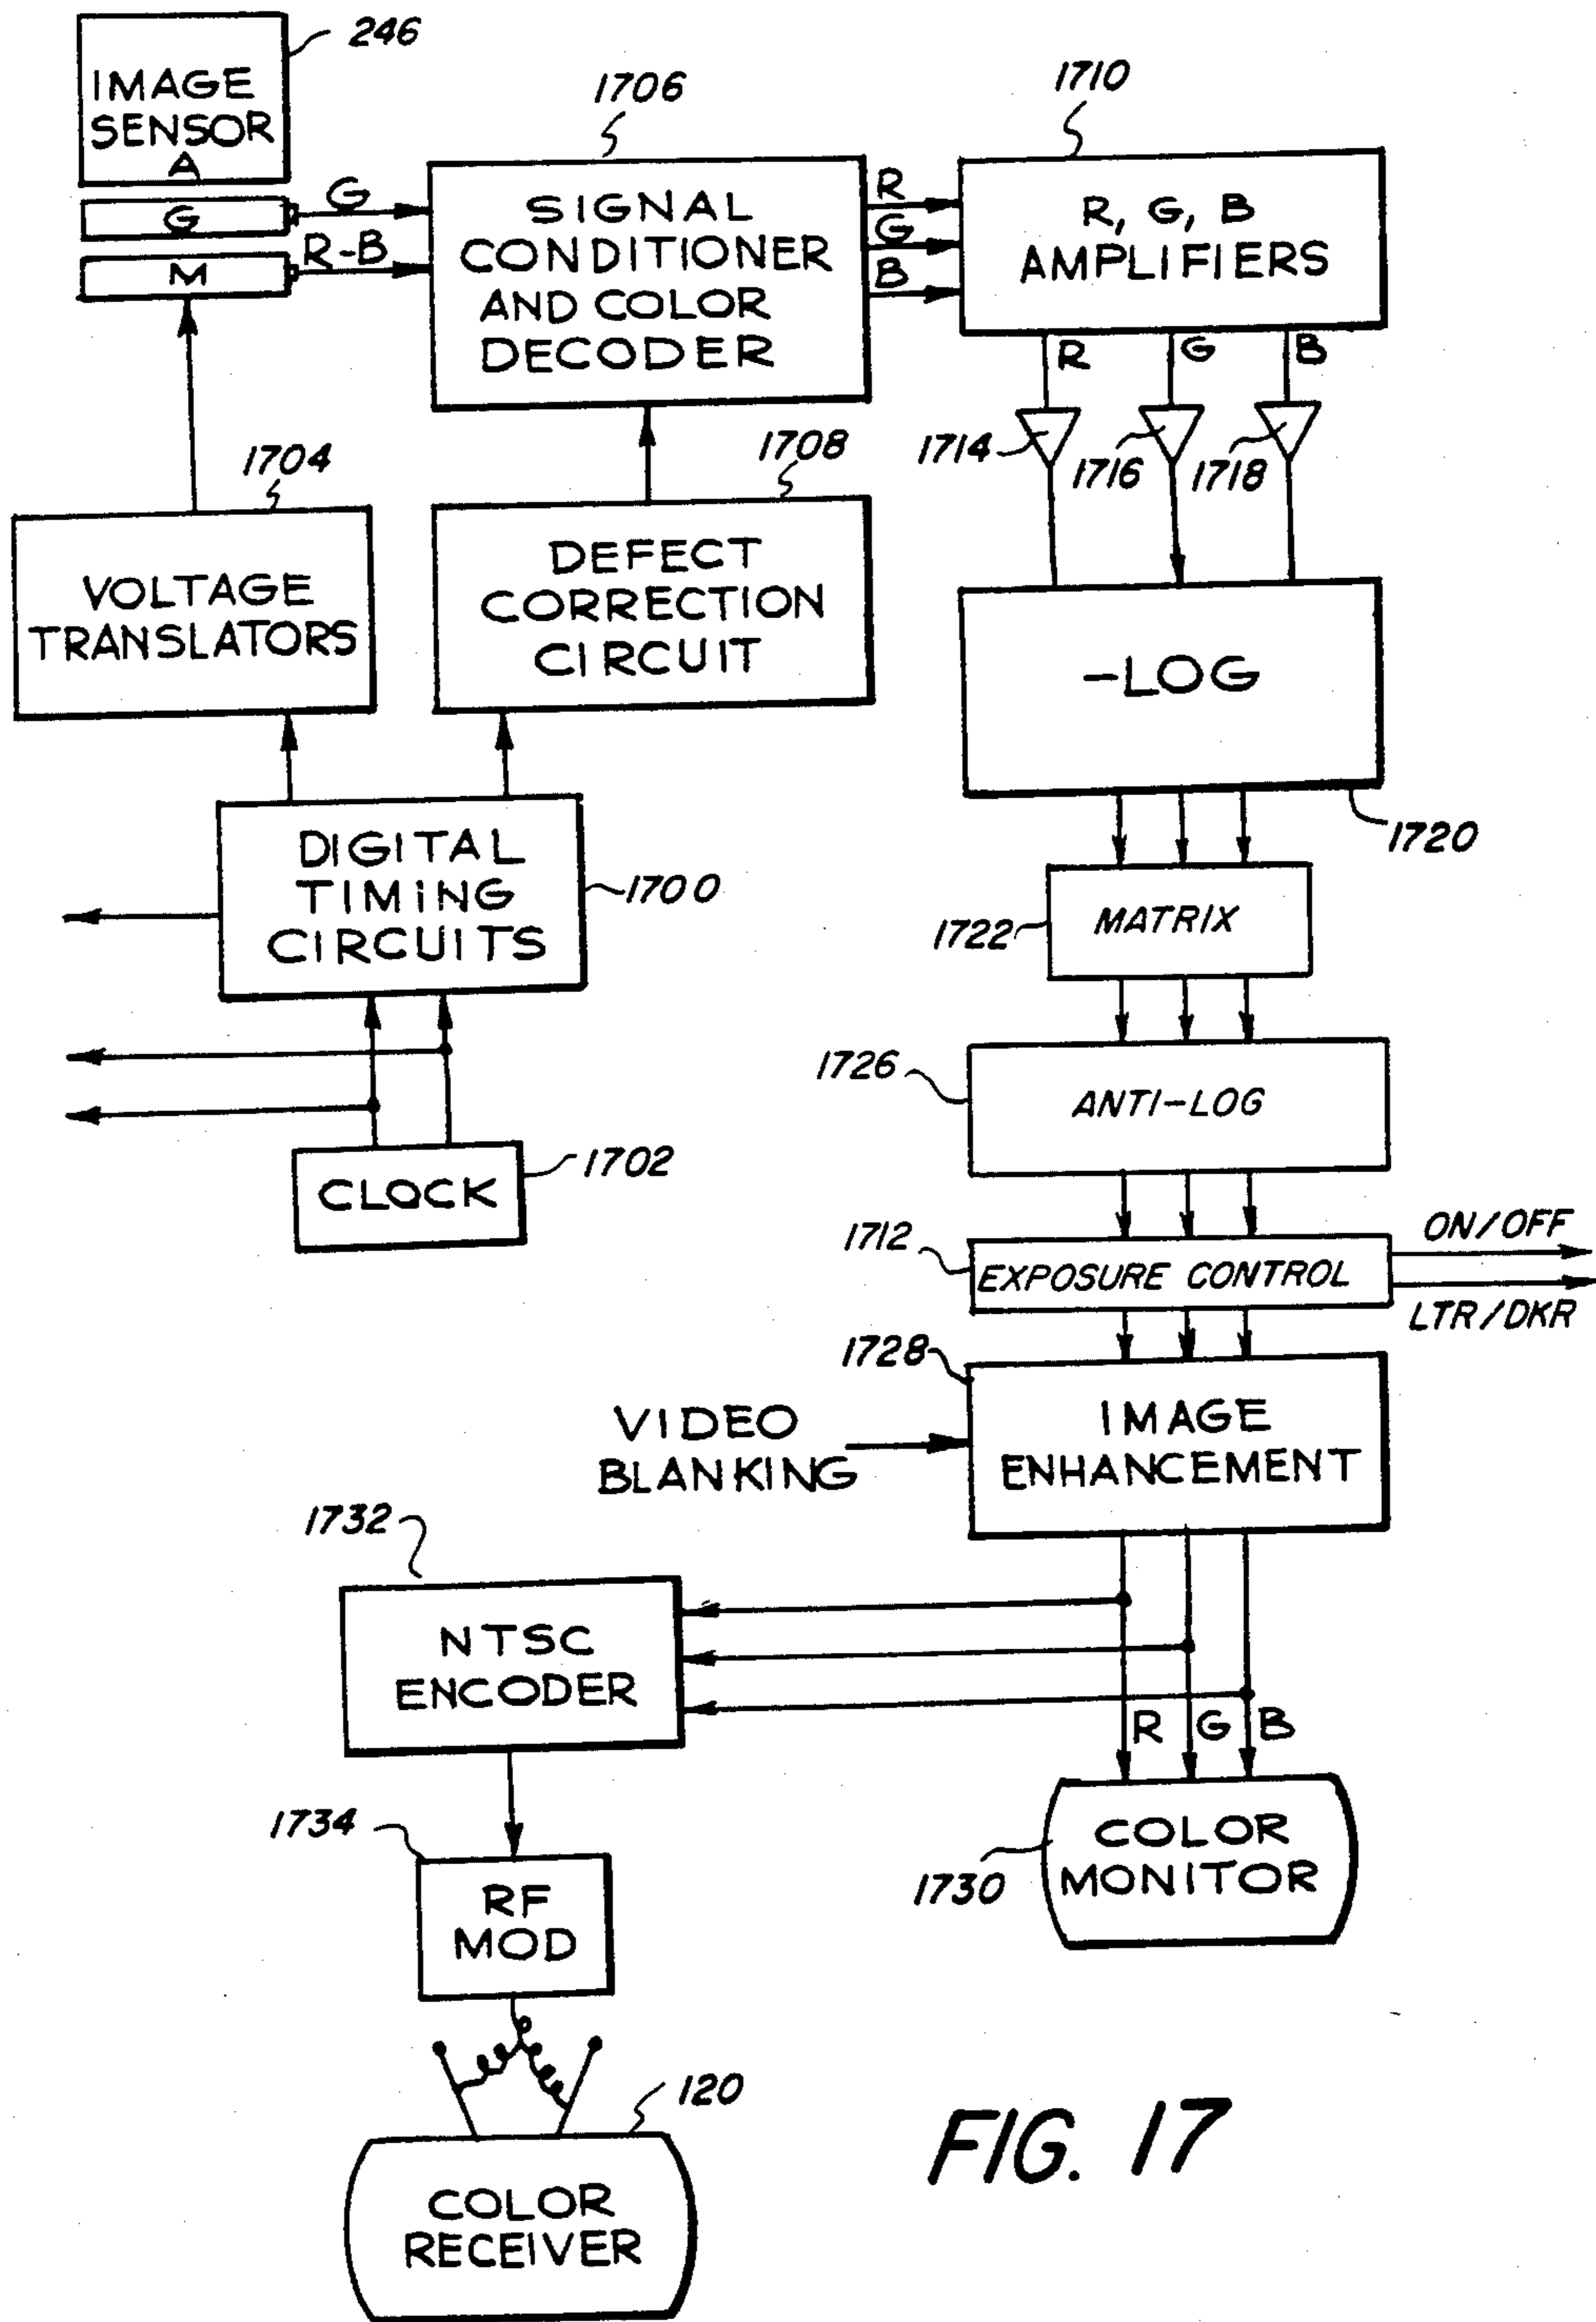 246
IMAGE
SENSOR
A
G
M
G
R-B
1706
SIGNAL
CONDITIONER
AND COLOR
DECODER
R
G
B
1710
R, G, B
AMPLIFIERS
R
G
B
1714
1716
1718
1704
VOLTAGE
TRANSLATORS
1708
DEFECT
CORRECTION
CIRCUIT
-LOG
1720
DIGITAL
TIMING
CIRCUITS
1700
1722
MATRIX
1726
ANTI-LOG
CLOCK
1702
1712
EXPOSURE CONTROL
ON/OFF
LTR/DKR
1728
VIDEO
BLANKING
IMAGE
ENHANCEMENT
1732
NTSC
ENCODER
R
G
B
1734
RF
MOD
1730
COLOR
MONITOR
120
COLOR
RECEIVER
FIG. 17